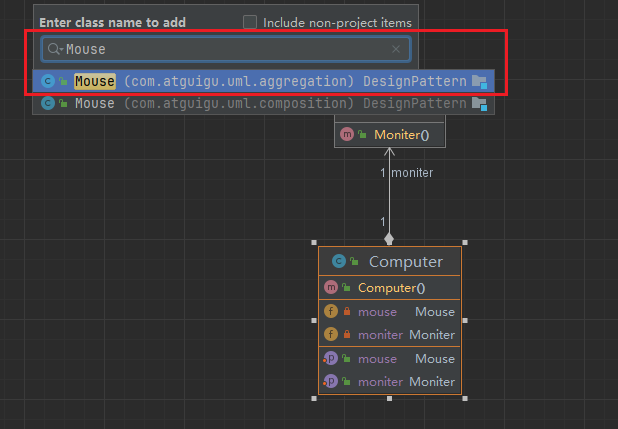 Enter class name to add Include non-project items
Mouse
C Mouse (com.atguigu.uml.aggregation) DesignPattern
C Mouse (com.atguigu.uml.composition) DesignPattern
m Moniter()
1 moniter
1
C Computer
m Computer()
f mouse Mouse
f moniter Moniter
p mouse Mouse
p moniter Moniter